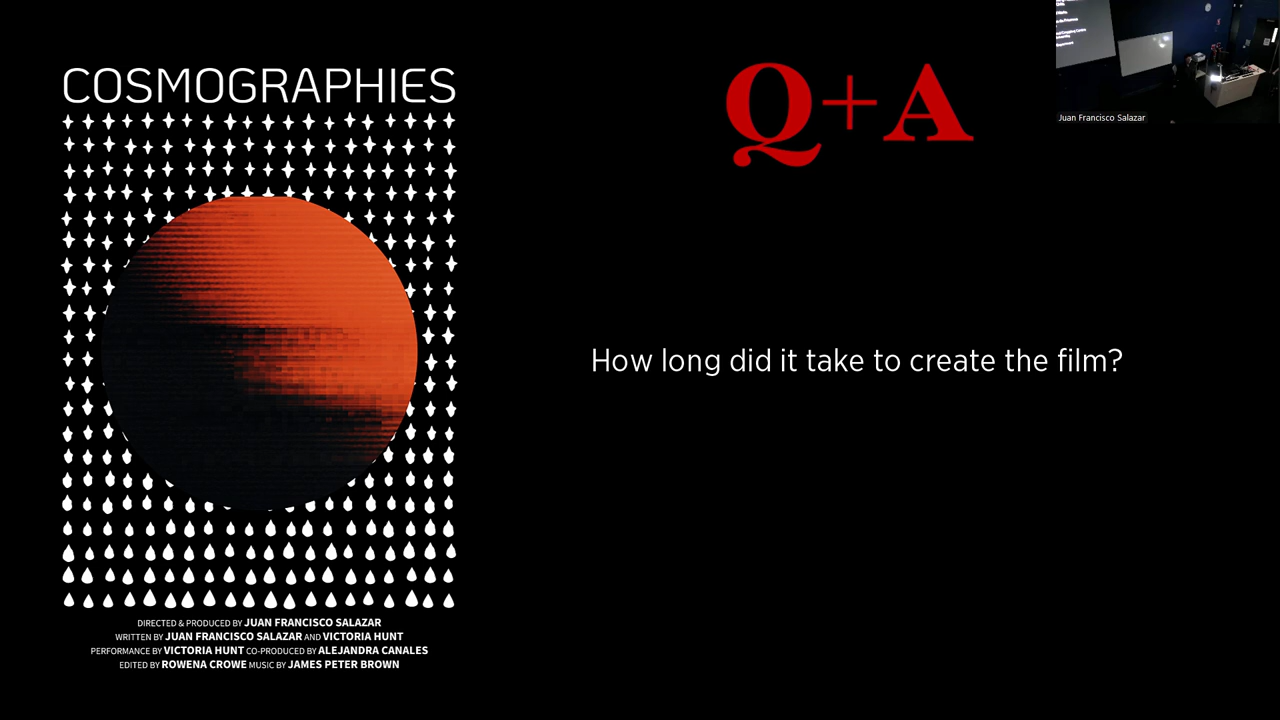 COSMOGRAPHIES
DIRECTED & PRODUCED BY JUAN FRANCISCO SALAZAR
WRITTEN BY JUAN FRANCISCO SALAZAR AND VICTORIA HUNT
PERFORMANCE BY VICTORIA HUNT CO-PRODUCED BY ALEJANDRA CANALES
EDITED BY ROWENA CROWE MUSIC BY JAMES PETER BROWN
Q+A
How long did it take to create the film?
Juan Francisco Salazar